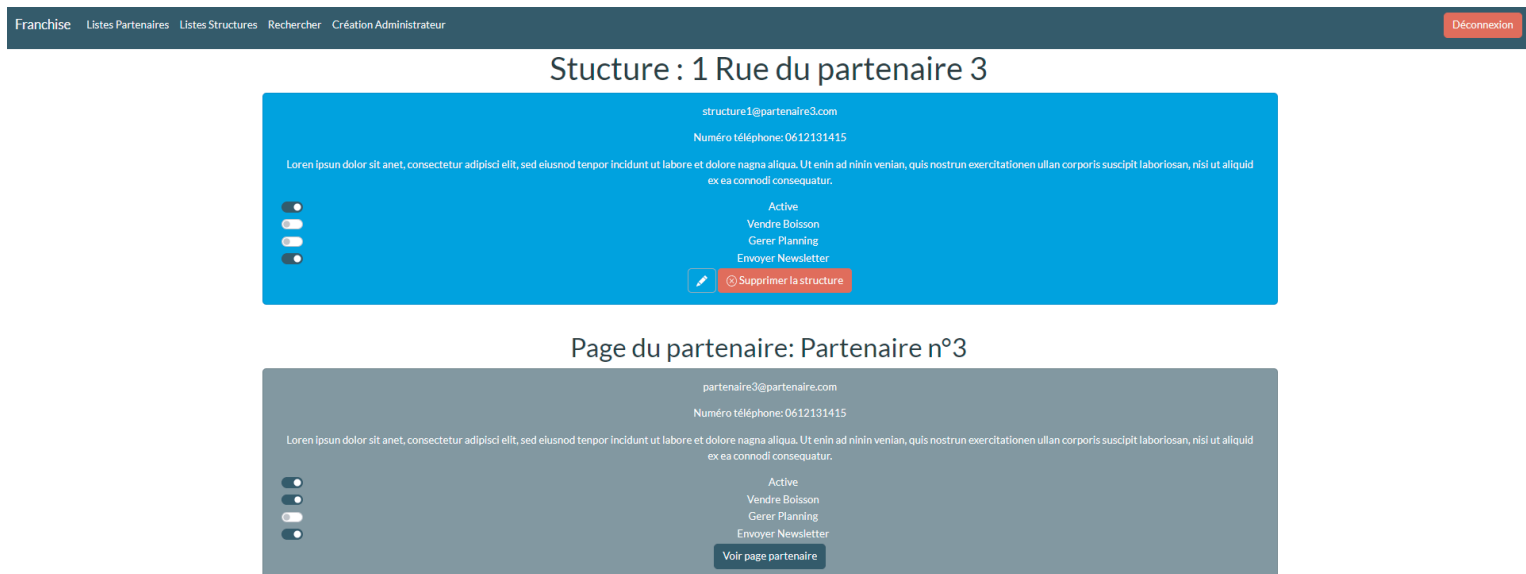 Franchise Listes Partenaires Listes Structures Rechercher Création Administrateur Déconnexion
Stucture : 1 Rue du partenaire 3
structure1@partenaire3.com
Numéro téléphone: 0612131415
Loren ipsun dolor sit anet, consectetur adipisci elit, sed eiusnod tenpor incidunt ut labore et dolore nagna aliqua. Ut enin ad ninin venian, quis nostrun exercitationen ullan corporis suscipit laboriosan, nisi ut aliquid
ex ea connodi consequatur.
Active
Vendre Boisson
Gerer Planning
Envoyer Newsletter
Supprimer la structure
Page du partenaire: Partenaire n°3
partenaire3@partenaire.com
Numéro téléphone: 0612131415
Loren ipsun dolor sit anet, consectetur adipisci elit, sed eiusnod tenpor incidunt ut labore et dolore nagna aliqua. Ut enin ad ninin venian, quis nostrun exercitationen ullan corporis suscipit laboriosan, nisi ut aliquid
ex ea connodi consequatur.
Active
Vendre Boisson
Gerer Planning
Envoyer Newsletter
Voir page partenaire